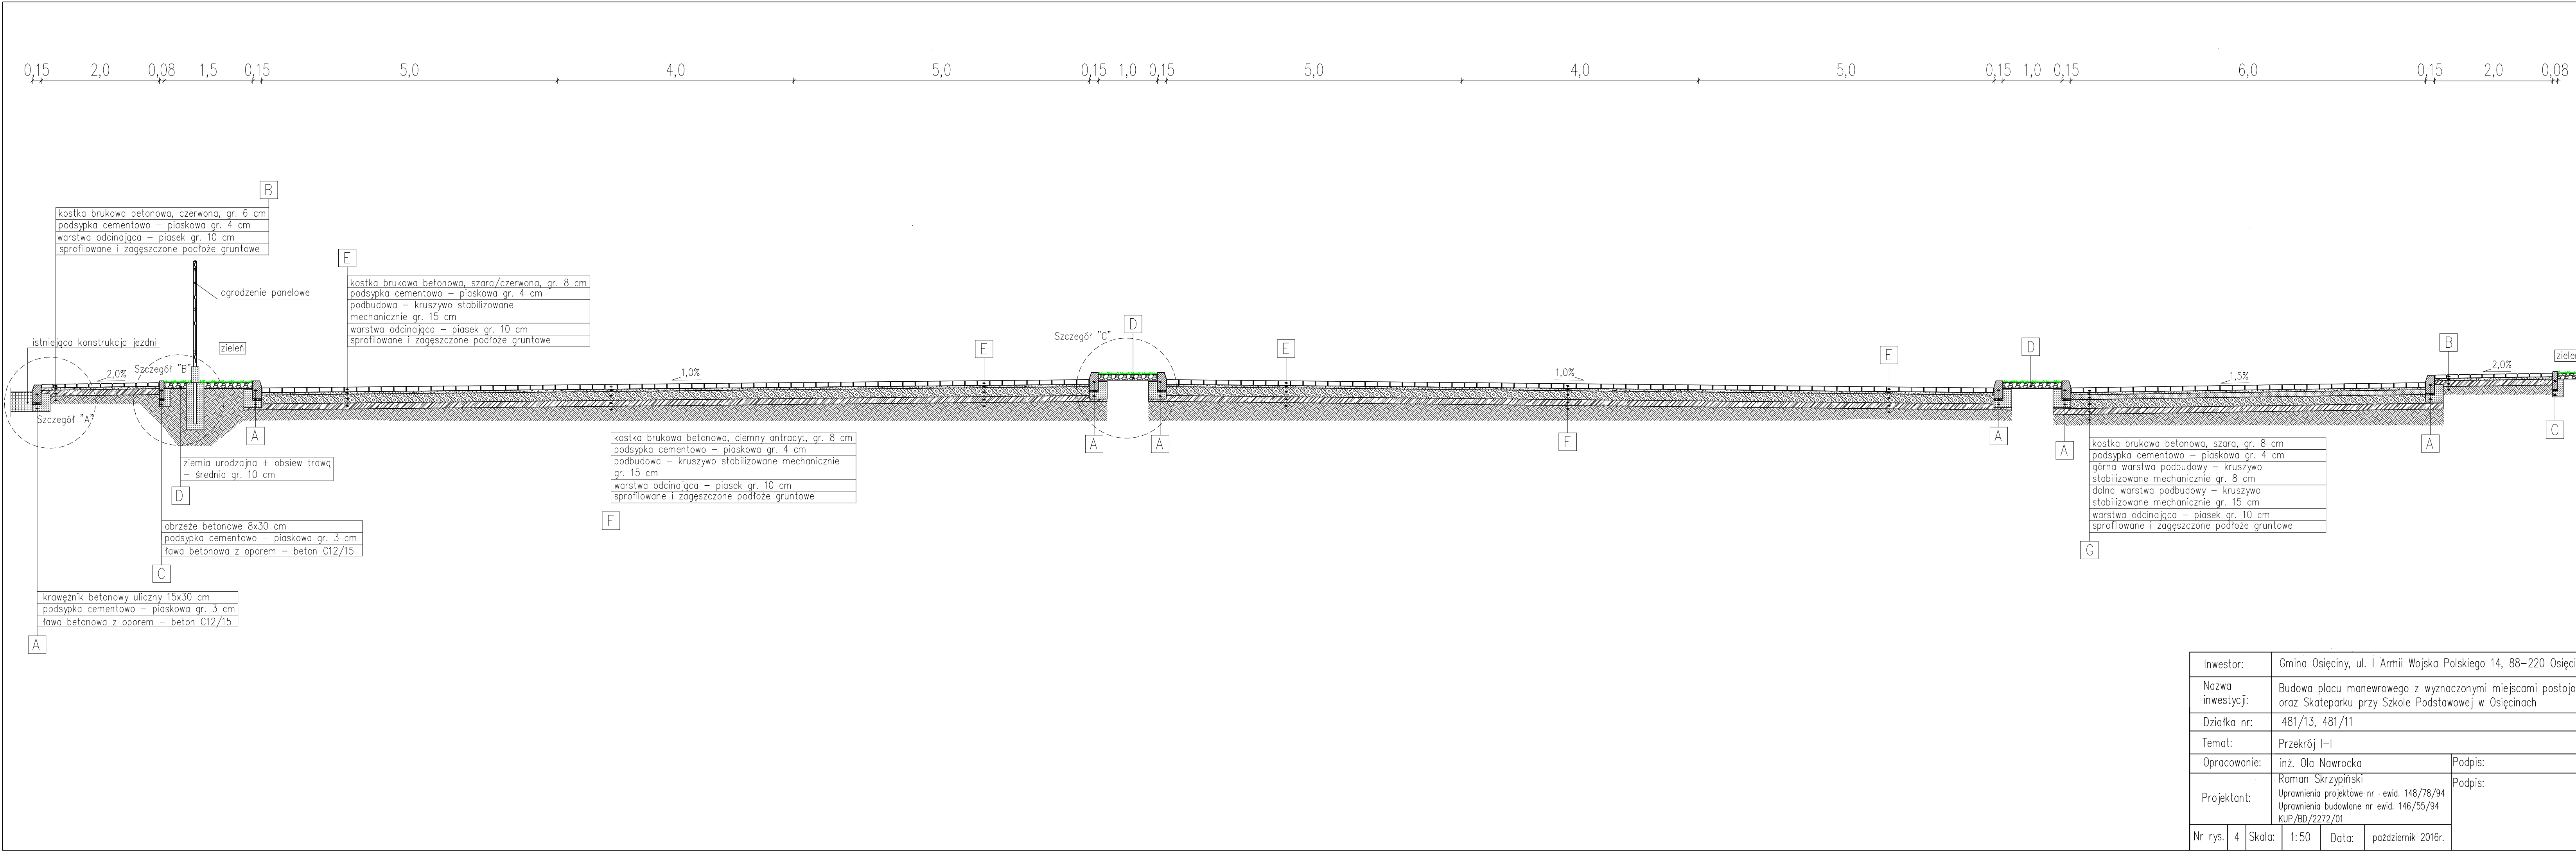 0,15 2,0 0,08 1,5 0,15 5,0 4,0 5,0 0,15 1,0 0,15 5,0 4,0 5,0 0,15 1,0 0,15 6,0 0,15 2,0 0,08
B
kostka brukowa betonowa, czerwona, gr. 6 cm
podsypka cementowo – piaskowa gr. 4 cm
warstwa odcinająca – piasek gr. 10 cm
sprofilowane i zagęszczone podłoże gruntowe
ogrodzenie panelowe
istniejąca konstrukcja jezdni
zieleń
Szczegół "B"
2,0%
Szczegół "A"
E
kostka brukowa betonowa, szara/czerwona, gr. 8 cm
podsypka cementowo – piaskowa gr. 4 cm
podbudowa – kruszywo stabilizowane
mechanicznie gr. 15 cm
warstwa odcinająca – piasek gr. 10 cm
sprofilowane i zagęszczone podłoże gruntowe
1,0%
E
Szczegół "C"
D
E
1,0%
E
D
1,5%
B
2,0%
A
A
A
F
A
A
A
C
ziemia urodzajna + obsiew trawą
– średnia gr. 10 cm
D
obrzeże betonowe 8x30 cm
podsypka cementowo – piaskowa gr. 3 cm
ława betonowa z oporem – beton C12/15
C
krawężnik betonowy uliczny 15x30 cm
podsypka cementowo – piaskowa gr. 3 cm
ława betonowa z oporem – beton C12/15
A
kostka brukowa betonowa, ciemny antracyt, gr. 8 cm
podsypka cementowo – piaskowa gr. 4 cm
podbudowa – kruszywo stabilizowane mechanicznie
gr. 15 cm
warstwa odcinająca – piasek gr. 10 cm
sprofilowane i zagęszczone podłoże gruntowe
F
kostka brukowa betonowa, szara, gr. 8 cm
podsypka cementowo – piaskowa gr. 4 cm
górna warstwa podbudowy – kruszywo
stabilizowane mechanicznie gr. 8 cm
dolna warstwa podbudowy – kruszywo
stabilizowane mechanicznie gr. 15 cm
warstwa odcinająca – piasek gr. 10 cm
sprofilowane i zagęszczone podłoże gruntowe
G
Inwestor: Gmina Osięciny, ul. I Armii Wojska Polskiego 14, 88–220 Osięci
Nazwa
inwestycji:
Budowa placu manewrowego z wyznaczonymi miejscami postojo
oraz Skateparku przy Szkole Podstawowej w Osięcinach
Działka nr: 481/13, 481/11
Temat: Przekrój I–I
Opracowanie: inż. Ola Nawrocka Podpis:
Projektant:
Roman Skrzypiński
Uprawnienia projektowe nr ewid. 148/78/94
Uprawnienia budowlane nr ewid. 146/55/94
KUP/BD/2272/01
Podpis:
Nr rys. 4 Skala: 1:50 Data: październik 2016r.